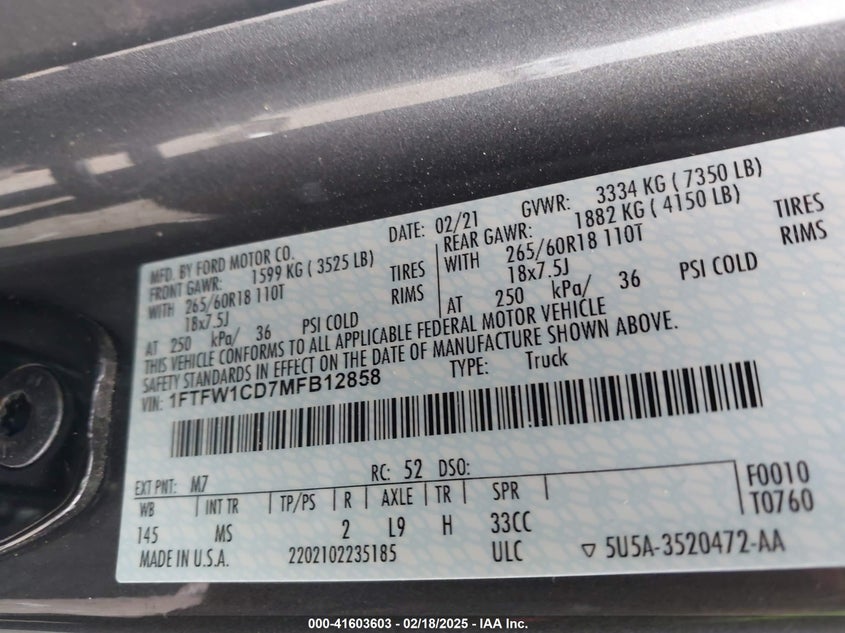 MFD. BY FORD MOTOR CO.
DATE: 02/21
GVWR: 3334 KG ( 7350 LB)
FRONT GAWR: 1599 KG ( 3525 LB)
REAR GAWR: 1882 KG ( 4150 LB)
WITH 265/60R18 110T TIRES
WITH 265/60R18 110T TIRES
18x7.5J RIMS
18x7.5J RIMS
AT 250 kPa/ 36 PSI COLD
AT 250 kPa/ 36 PSI COLD
THIS VEHICLE CONFORMS TO ALL APPLICABLE FEDERAL MOTOR VEHICLE
SAFETY STANDARDS IN EFFECT ON THE DATE OF MANUFACTURE SHOWN ABOVE.
VIN: 1FTFW1CD7MFB12858
TYPE: Truck
EXT PNT: M7 RC: 52 DSO:
WB INT TR TP/PS R AXLE TR SPR
F0010
T0760
145 MS 2 L9 H 33CC
MADE IN U.S.A. 2202102235185 ULC ▽ 5U5A-3520472-AA
000-41603603 — 02/18/2025 — IAA Inc.